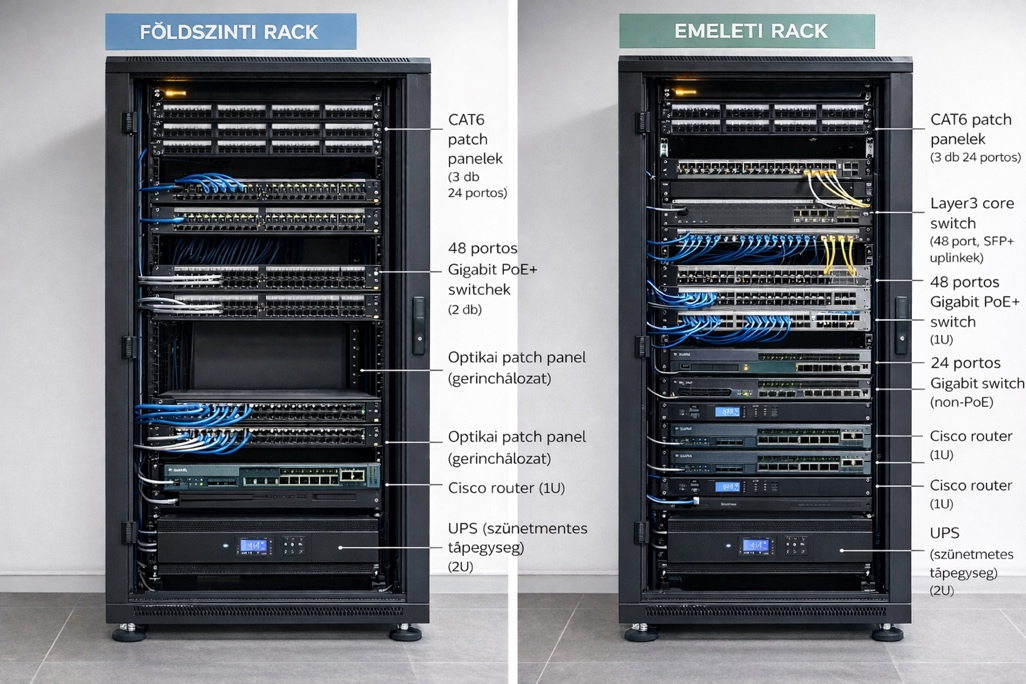 FÖLDSZINTI RACK
CAT6
patch
panelek
(3 db
24 portos)
48 portos
Gigabit PoE+
switchek
(2 db)
Optikai patch panel
(gerinchálozat)
Optikai patch panel
(gerinchálozat)
Cisco router (1U)
UPS (szünetmentes
tápegyseg)
(2U)
EMELETI RACK
CAT6 patch
panelek
(3 db 24 portos)
Layer3 core
switch
(48 port, SFP+
uplinkek)
48 portos
Gigabit PoE+
switch
(1U)
24 portos
Gigabit switch
(non-PoE)
Cisco router
(1U)
Cisco router
(1U)
UPS
(szünetmetes
tápegyseg)
(2U)